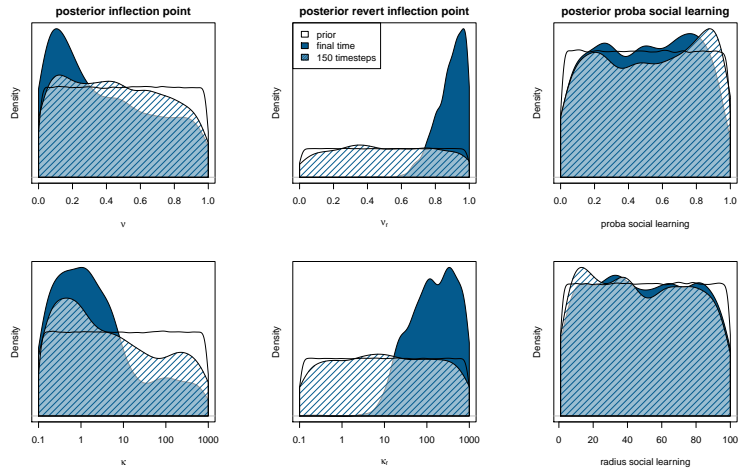 posterior inflection point
posterior revert inflection point
posterior proba social learning
prior
final time
150 timesteps
Density
0.0 0.2 0.4 0.6 0.8 1.0
ν
Density
0.0 0.2 0.4 0.6 0.8 1.0
νr
Density
0.0 0.2 0.4 0.6 0.8 1.0
proba social learning
Density
0.1 1 10 100 1000
κ
Density
0.1 1 10 100 1000
κr
Density
0 20 40 60 80 100
radius social learning